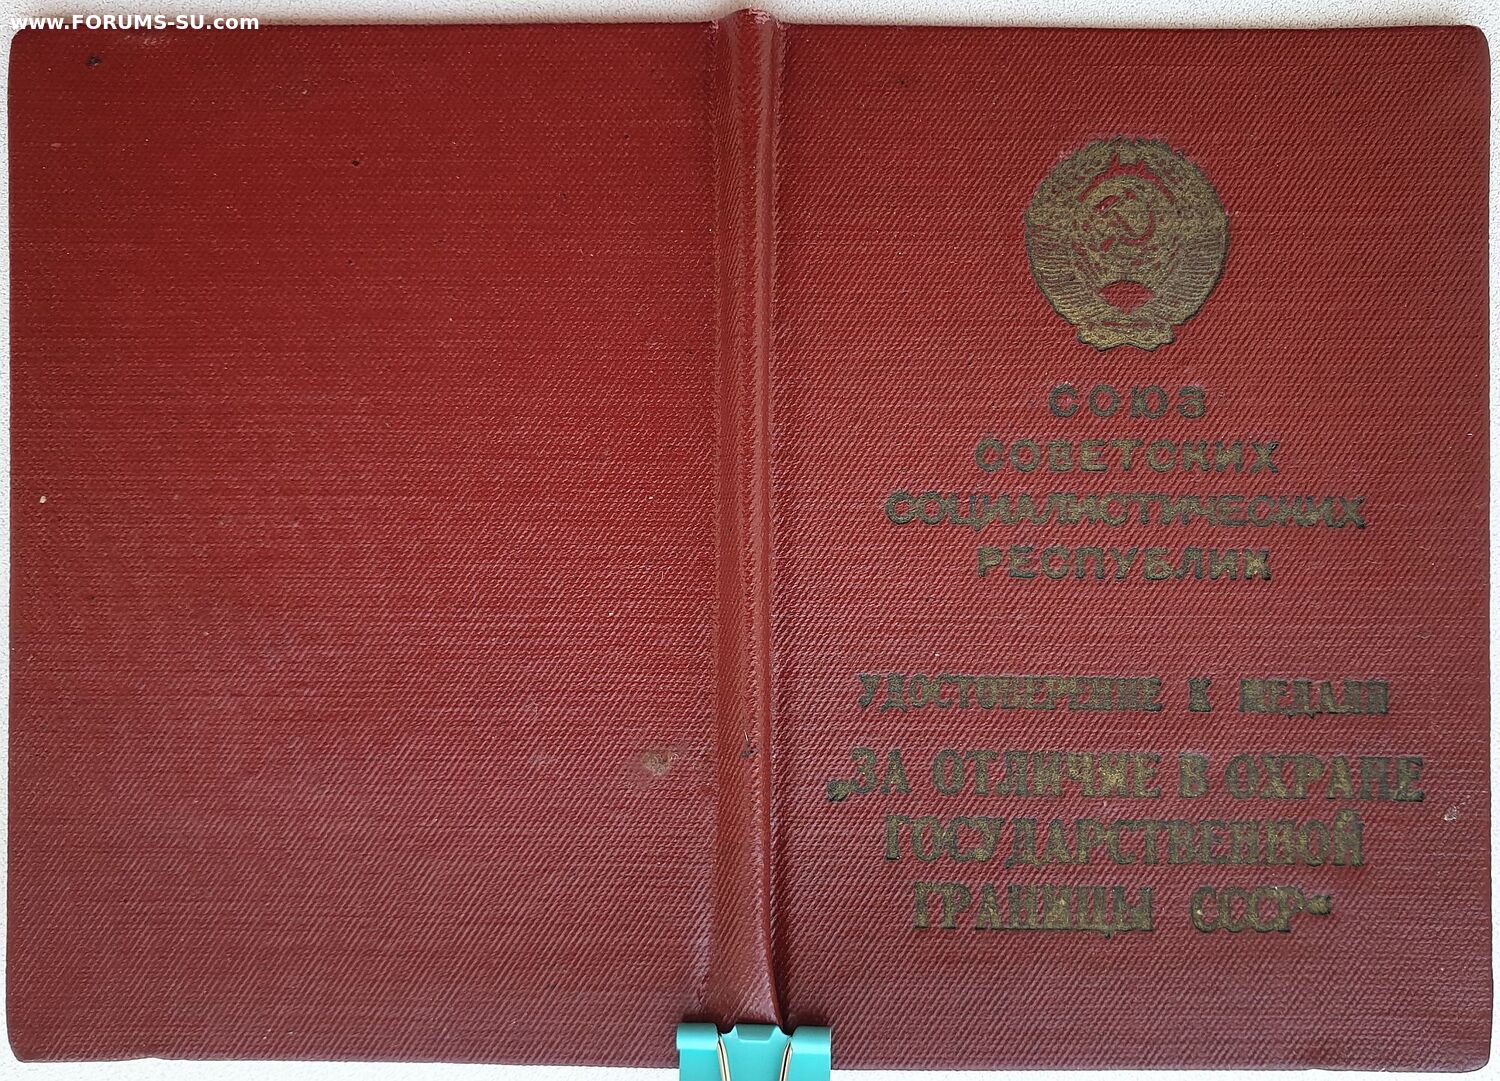 www.FORUMS-SU.com
СОЮЗ
СОВЕТСКИХ
СОЦИАЛИСТИЧЕСКИХ
РЕСПУБЛИК
УДОСТОВЕРЕНИЕ К МЕДАЛИ
„ЗА ОТЛИЧИЕ В ОХРАНЕ
ГОСУДАРСТВЕННОЙ
ГРАНИЦЫ СССР“